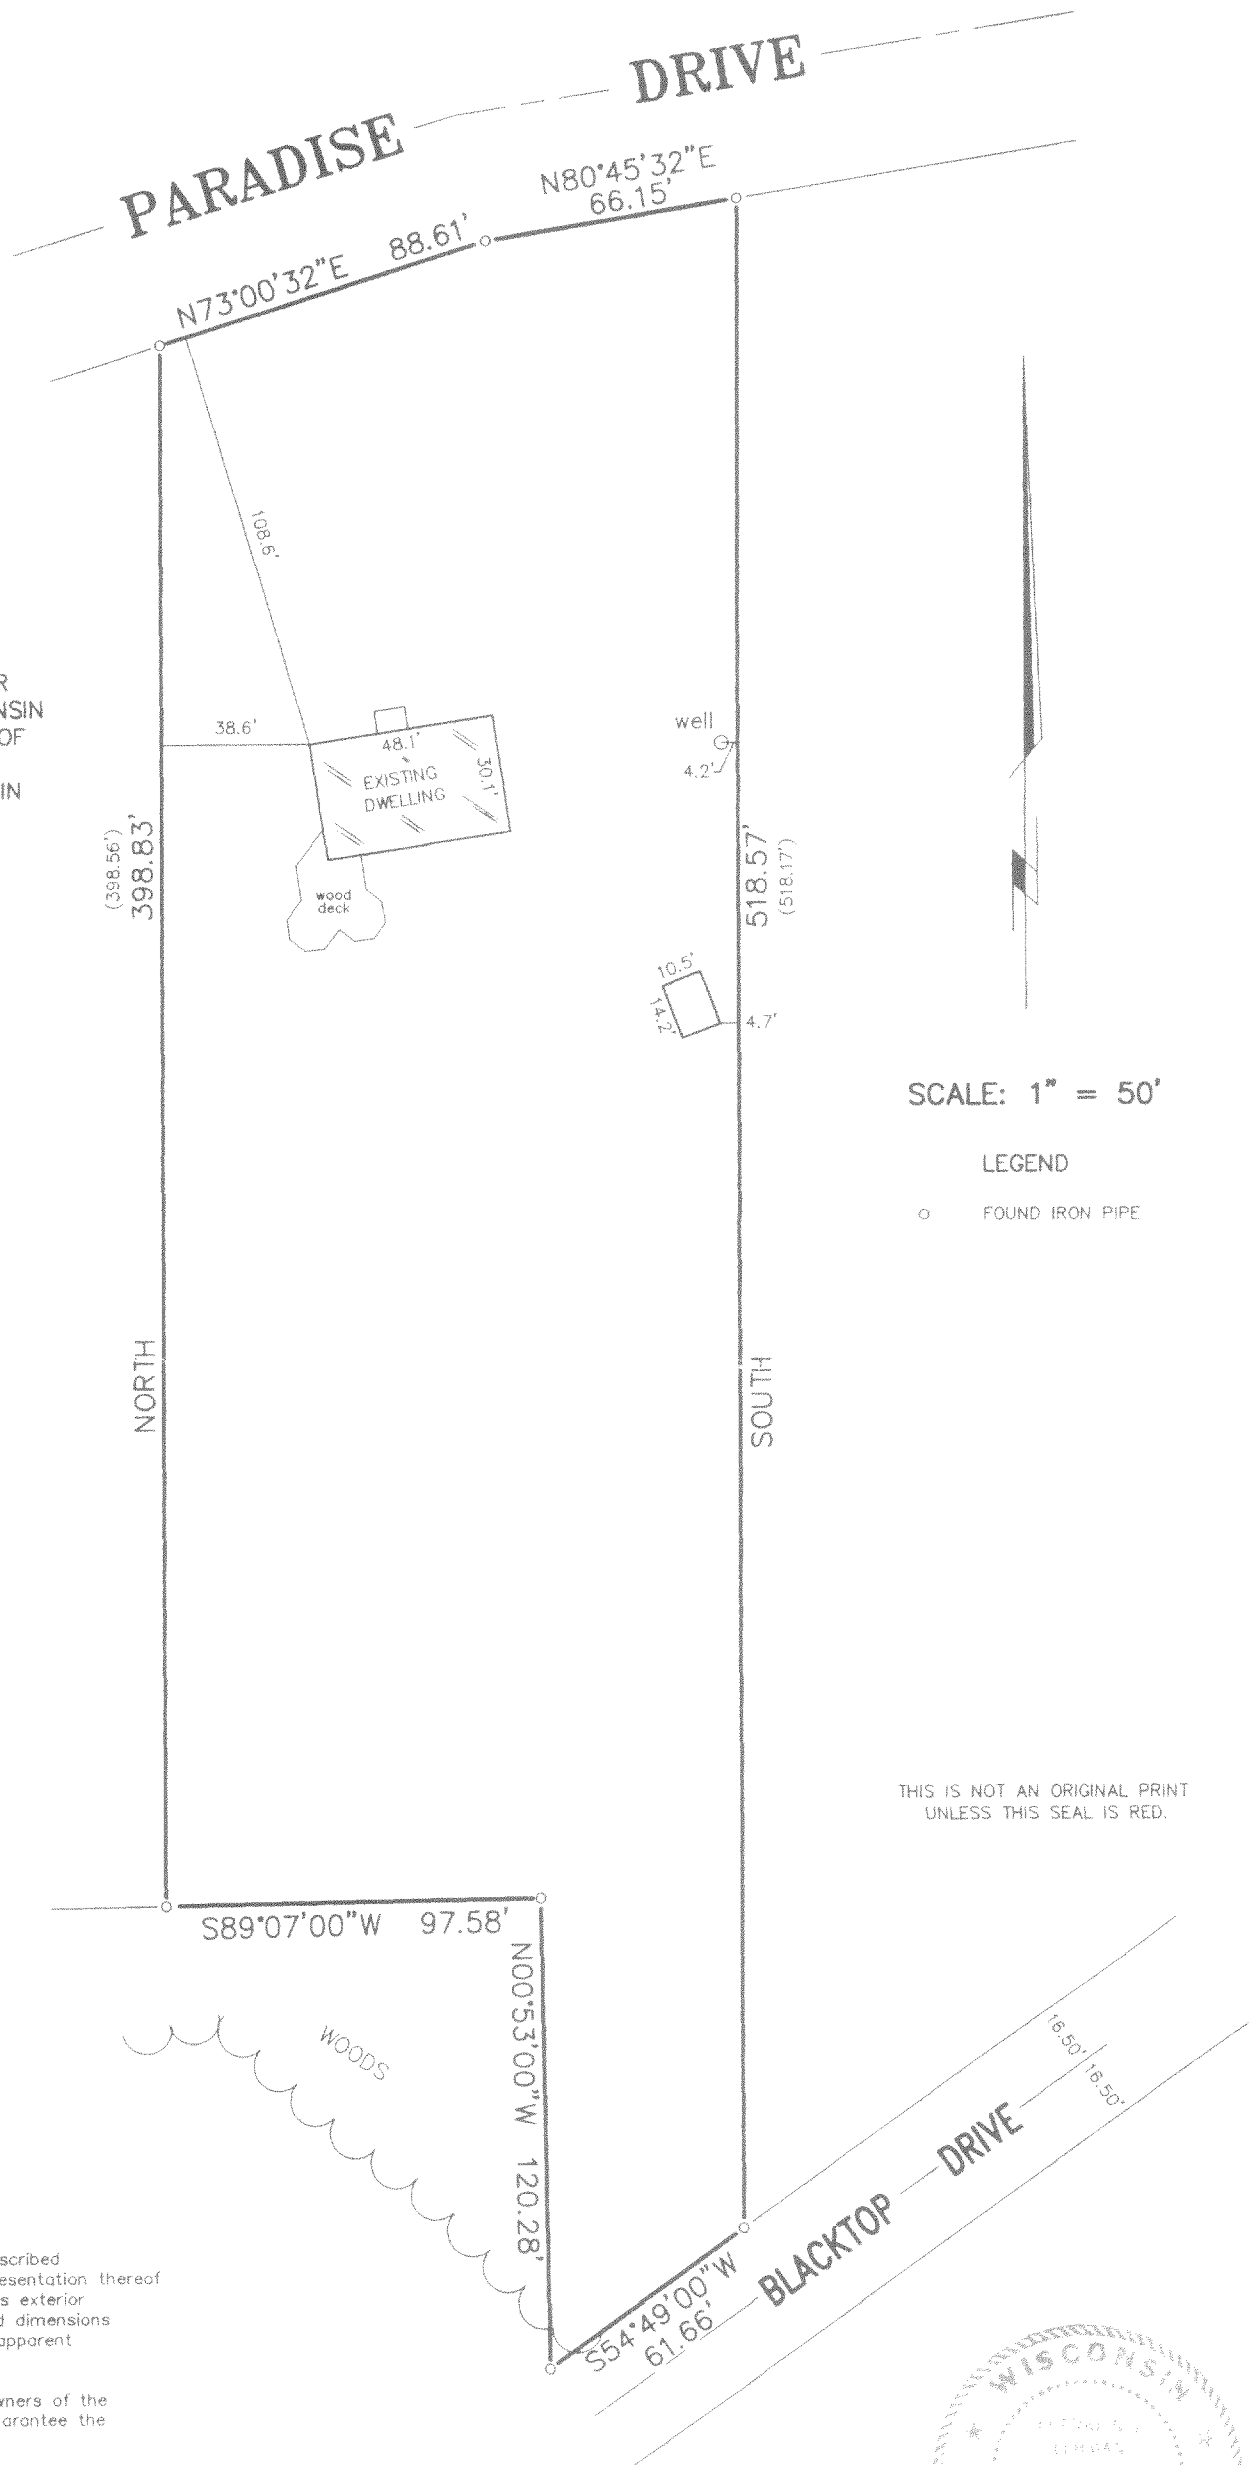 PARADISE DRIVE
N80°45'32"E
66.15'
N73°00'32"E 88.61'
108.6'
R
NSIN
OF
IN
38.6'
48.1'
30.1'
EXISTING
DWELLING
well
4.2'
(398.56')
398.83'
518.57'
(518.17')
wood
deck
10.5'
14.2'
4.7'
SCALE: 1" = 50'
LEGEND
FOUND IRON PIPE
NORTH
SOUTH
THIS IS NOT AN ORIGINAL PRINT
UNLESS THIS SEAL IS RED.
S89°07'00"W 97.58'
N00°53'00"W 120.28'
WOODS
16.50'
16.50'
BLACKTOP DRIVE
S54°49'00"W
61.66'
scribed
esentation thereof
s exterior
d dimensions
apparent
wners of the
arantee the
WISCONSIN